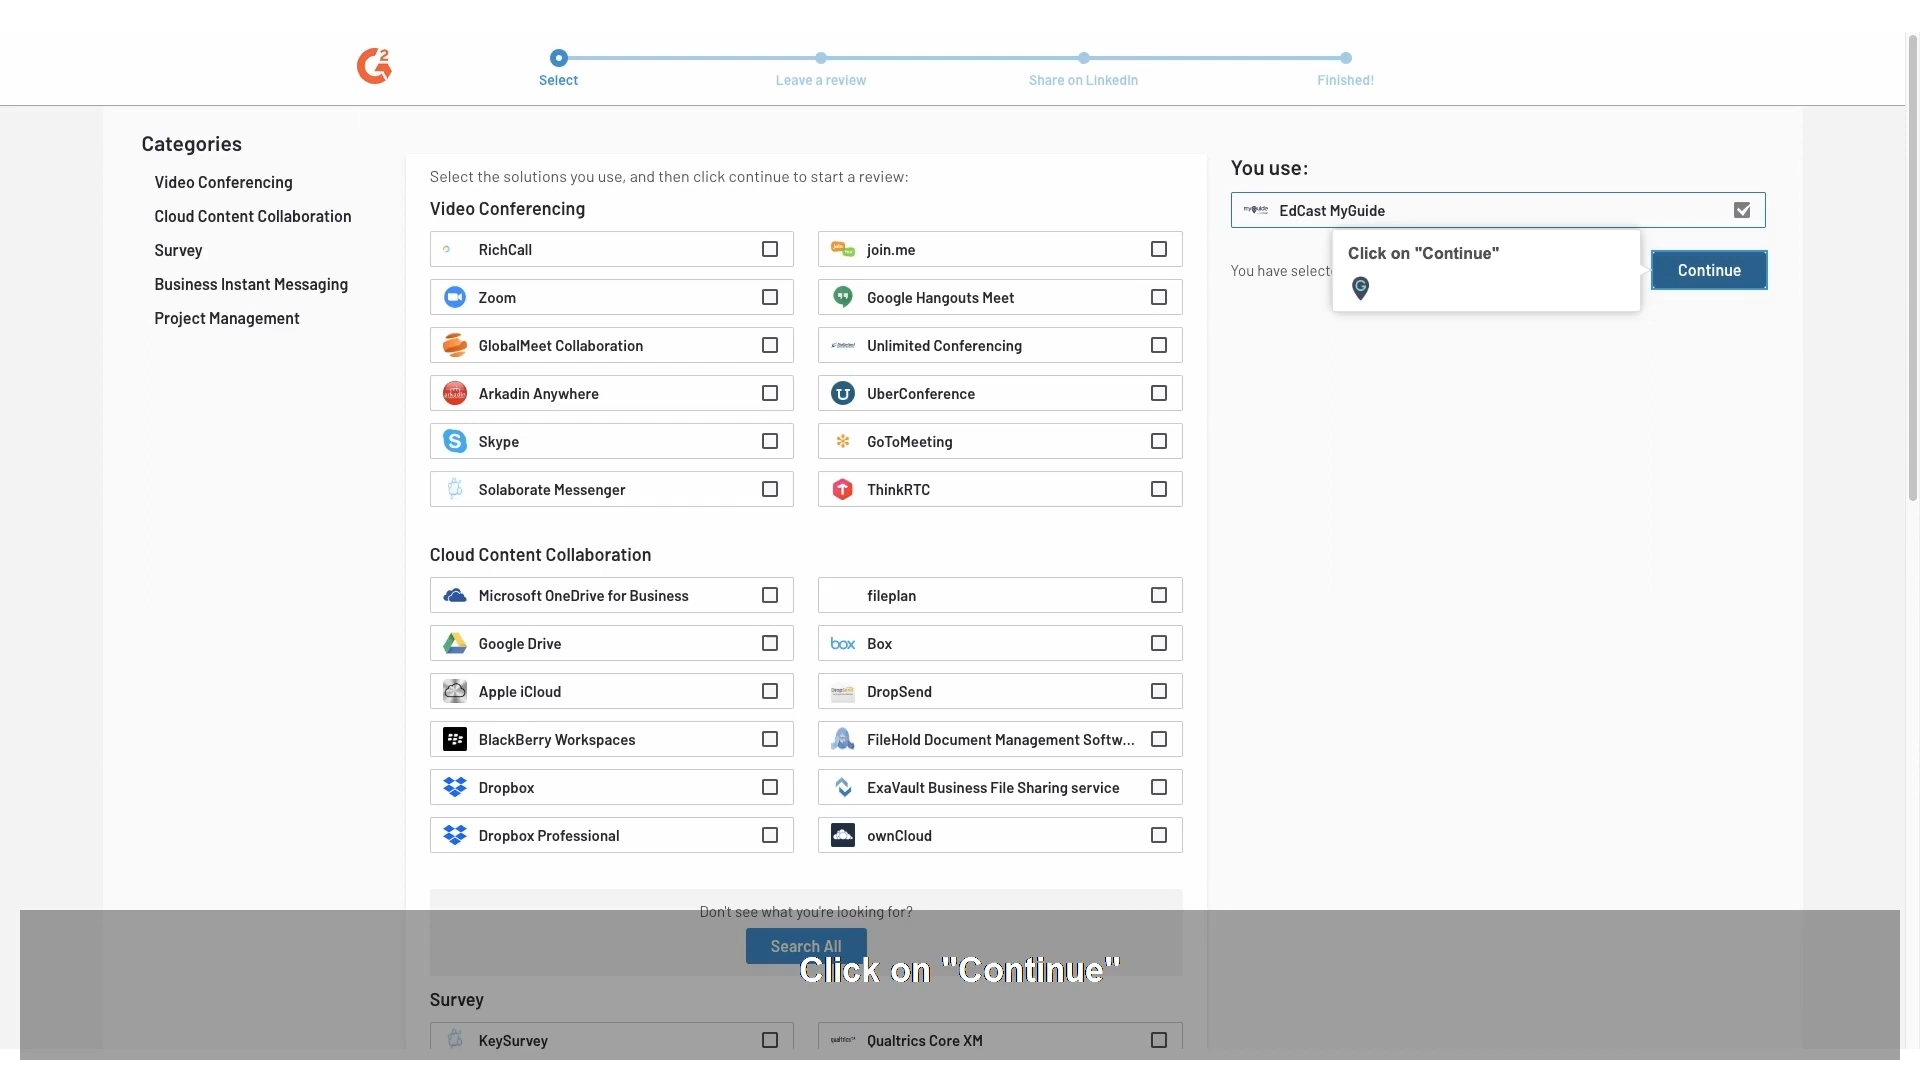 G2
Select
Leave a review
Share on LinkedIn
Finished!
Categories
Video Conferencing
Cloud Content Collaboration
Survey
Business Instant Messaging
Project Management
Select the solutions you use, and then click continue to start a review:
Video Conferencing
RichCall
join.me
Zoom
Google Hangouts Meet
GlobalMeet Collaboration
Unlimited Conferencing
Arkadin Anywhere
UberConference
Skype
GoToMeeting
Solaborate Messenger
ThinkRTC
Cloud Content Collaboration
Microsoft OneDrive for Business
fileplan
Google Drive
box Box
Apple iCloud
DropSend
BlackBerry Workspaces
FileHold Document Management Softw...
Dropbox
ExaVault Business File Sharing service
Dropbox Professional
ownCloud
Don't see what you're looking for?
Search All
Survey
KeySurvey
Qualtrics Core XM
You use:
EdCast MyGuide
Click on "Continue"
You have select
Continue
Click on "Continue"